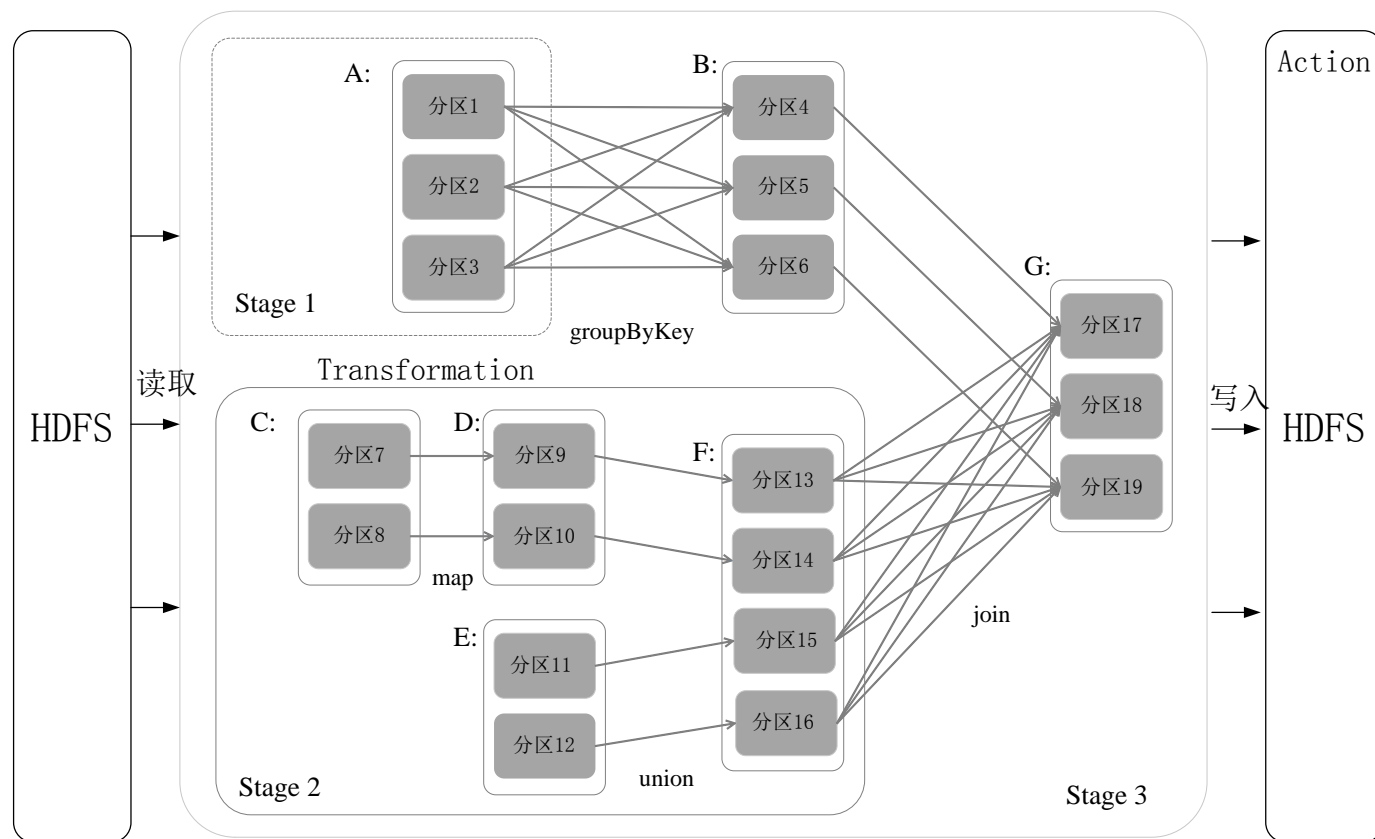 HDFS
读取
A:
分区1
分区2
分区3
Stage 1
groupByKey
B:
分区4
分区5
分区6
Transformation
C:
分区7
分区8
map
D:
分区9
分区10
E:
分区11
分区12
union
F:
分区13
分区14
分区15
分区16
Stage 2
join
G:
分区17
分区18
分区19
Stage 3
写入
Action
HDFS